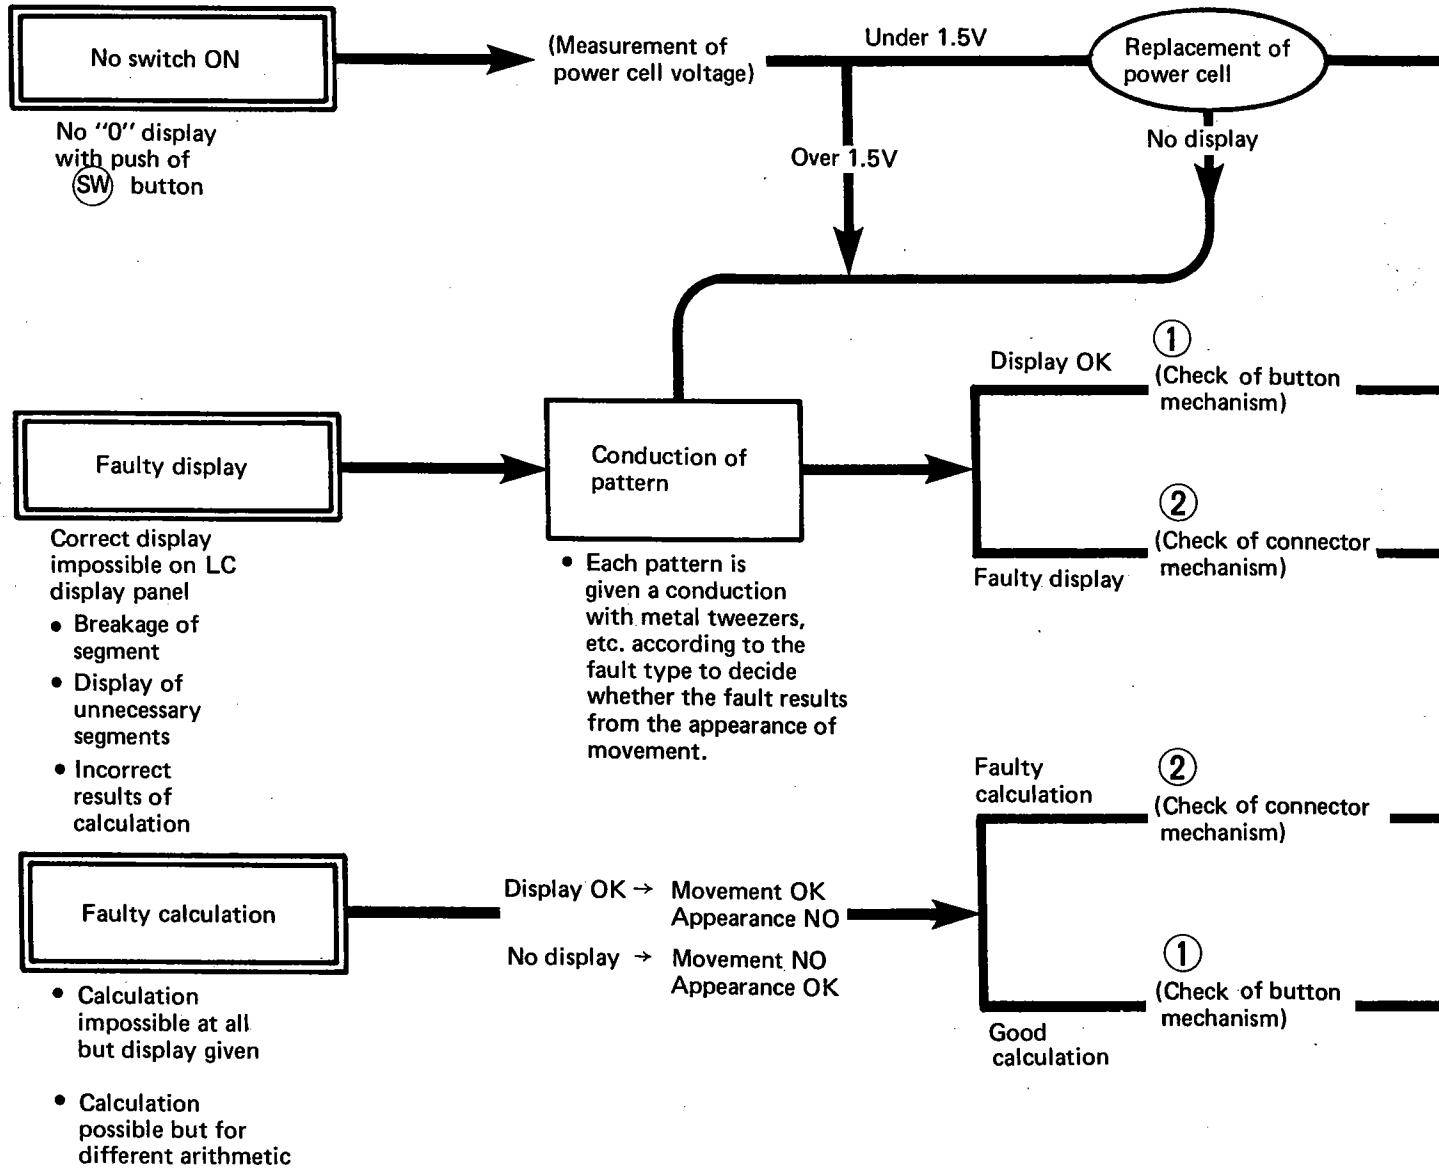 No switch ON
(Measurement of
power cell voltage)
Under 1.5V
Replacement of
power cell
No "0" display
with push of
SW button
Over 1.5V
No display
Display OK
1
(Check of button
mechanism)
Faulty display
Conduction of
pattern
2
(Check of connector
mechanism)
Faulty display
Correct display
impossible on LC
display panel
• Breakage of
segment
• Display of
unnecessary
segments
• Incorrect
results of
calculation
• Each pattern is
given a conduction
with metal tweezers,
etc. according to the
fault type to decide
whether the fault results
from the appearance of
movement.
Faulty
calculation
2
(Check of connector
mechanism)
Faulty calculation
Display OK → Movement OK
Appearance NO
No display → Movement NO
Appearance OK
1
(Check of button
mechanism)
Good
calculation
• Calculation
impossible at all
but display given
• Calculation
possible but for
different arithmetic